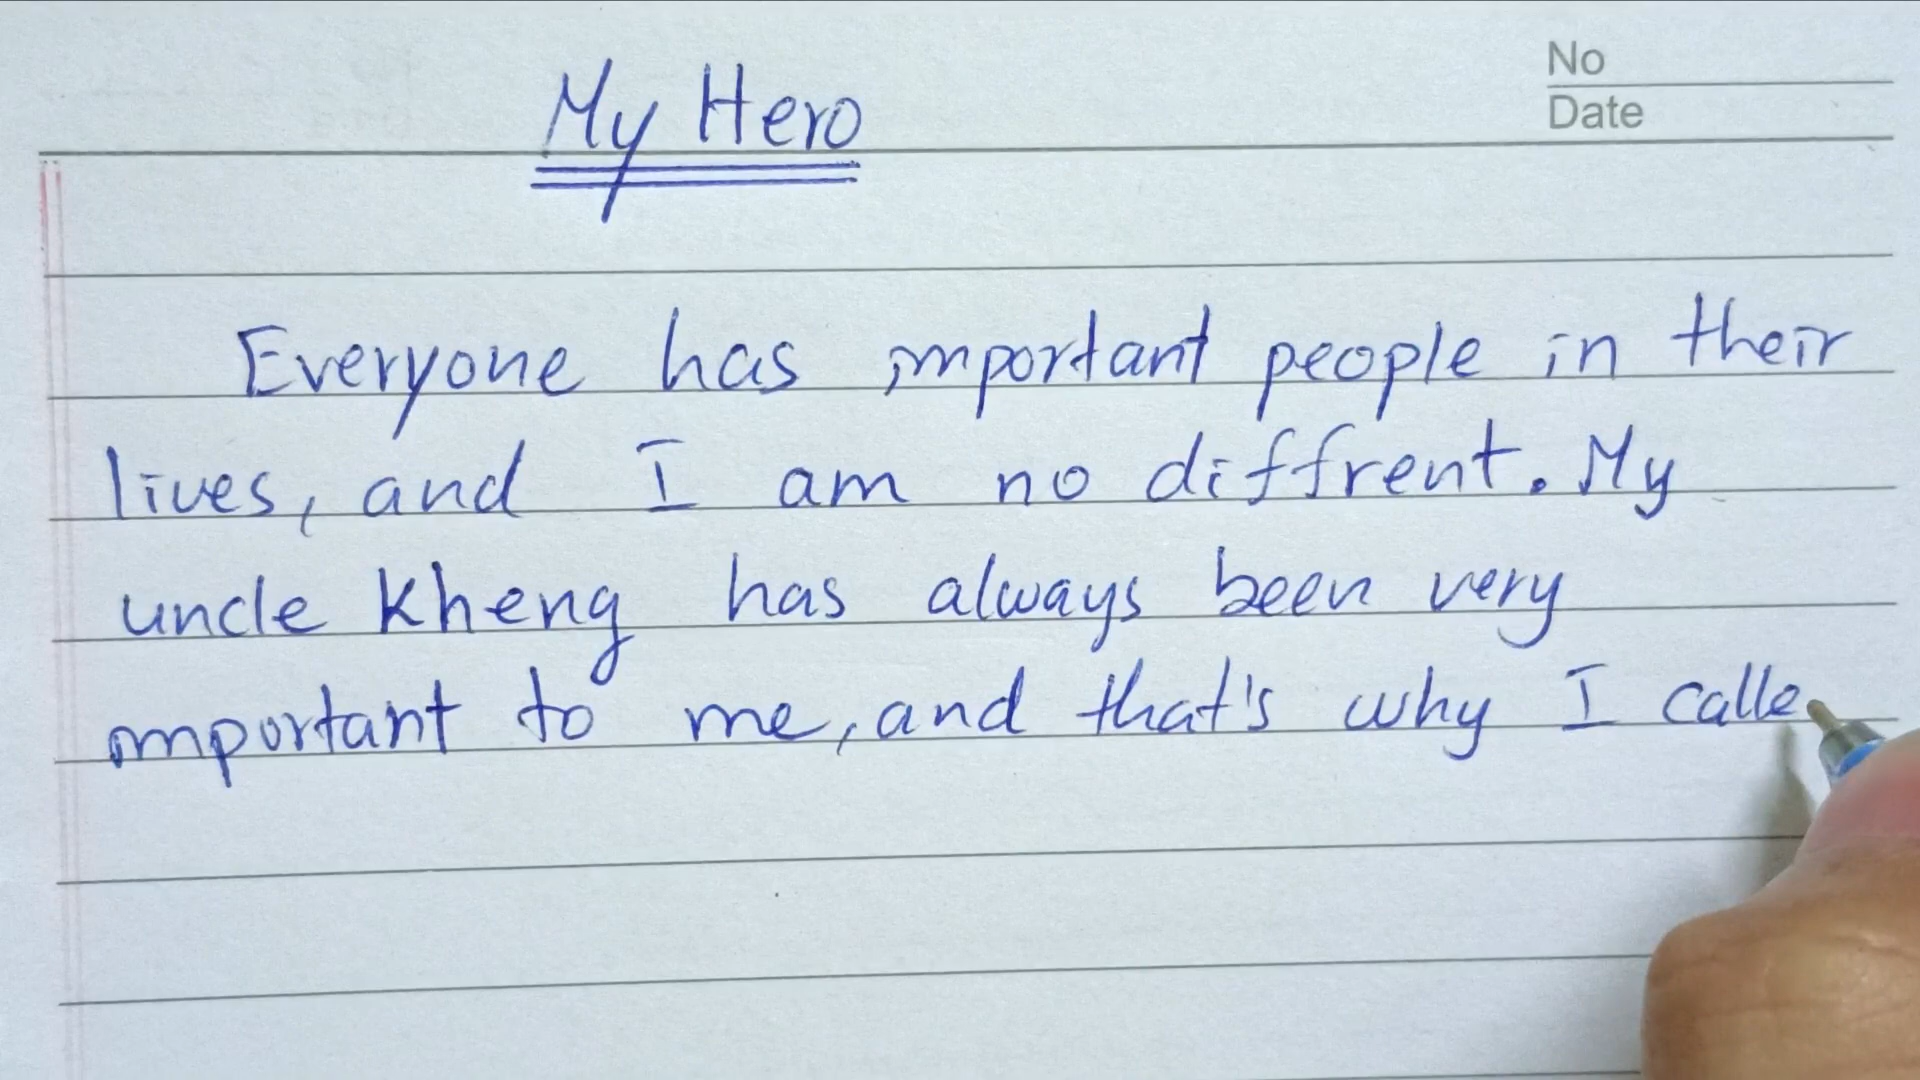 My Hero
No
Date
Everyone has important people in their
lives, and I am no diffrent. My
uncle Kheng has always been very
important to me, and that's why I calle